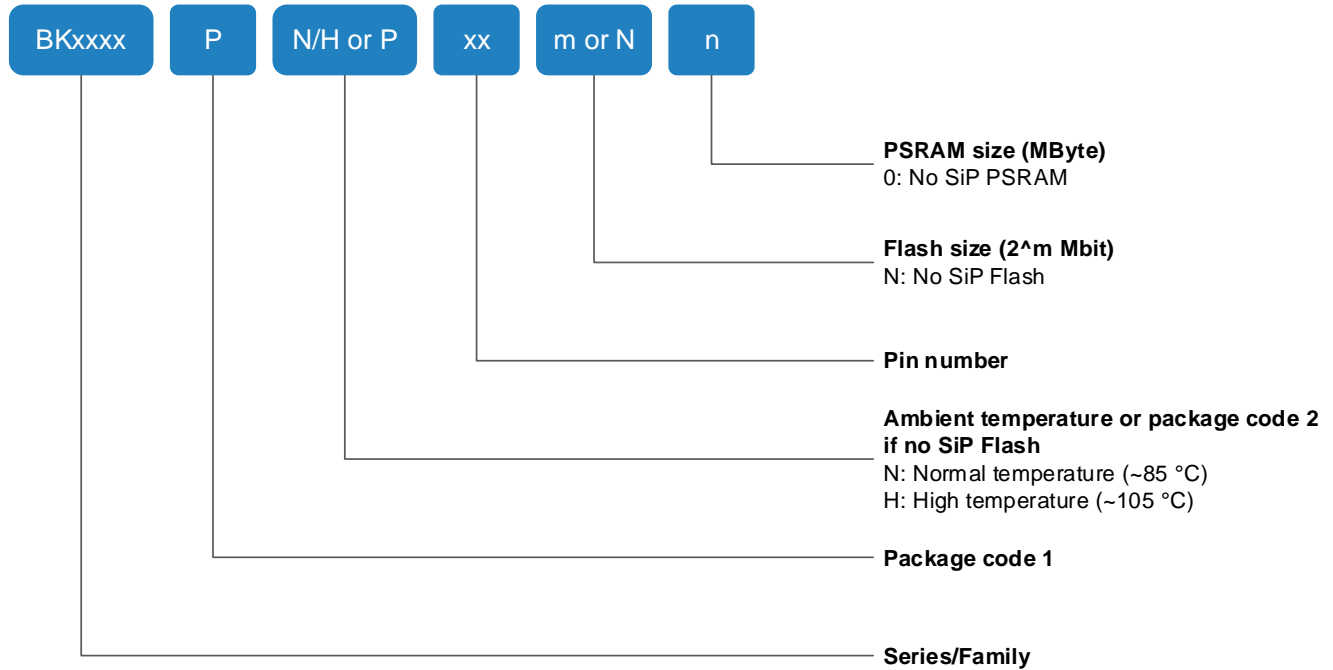 BKxxxx P N/H or P xx m or N n
PSRAM size (MByte)
0: No SiP PSRAM
Flash size (2^m Mbit)
N: No SiP Flash
Pin number
Ambient temperature or package code 2
if no SiP Flash
N: Normal temperature (~85 °C)
H: High temperature (~105 °C)
Package code 1
Series/Family